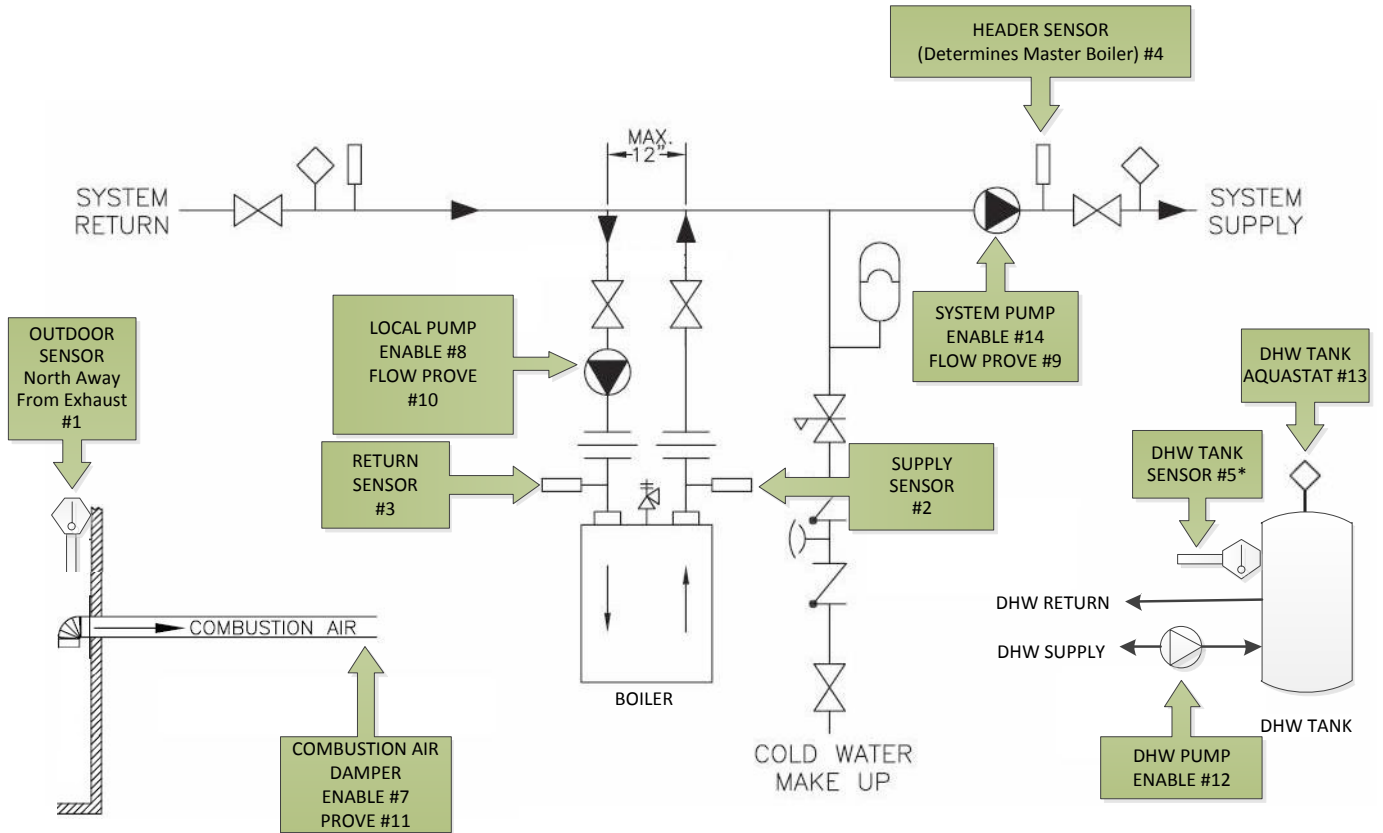 HEADER SENSOR
(Determines Master Boiler) #4
MAX.
12"
SYSTEM
RETURN
SYSTEM
SUPPLY
OUTDOOR
SENSOR
North Away
From Exhaust
#1
LOCAL PUMP
ENABLE #8
FLOW PROVE
#10
SYSTEM PUMP
ENABLE #14
FLOW PROVE #9
DHW TANK
AQUASTAT #13
RETURN
SENSOR
#3
SUPPLY
SENSOR
#2
DHW TANK
SENSOR #5*
DHW RETURN
DHW SUPPLY
COMBUSTION AIR
BOILER
DHW TANK
COMBUSTION AIR
DAMPER
ENABLE #7
PROVE #11
COLD WATER
MAKE UP
DHW PUMP
ENABLE #12